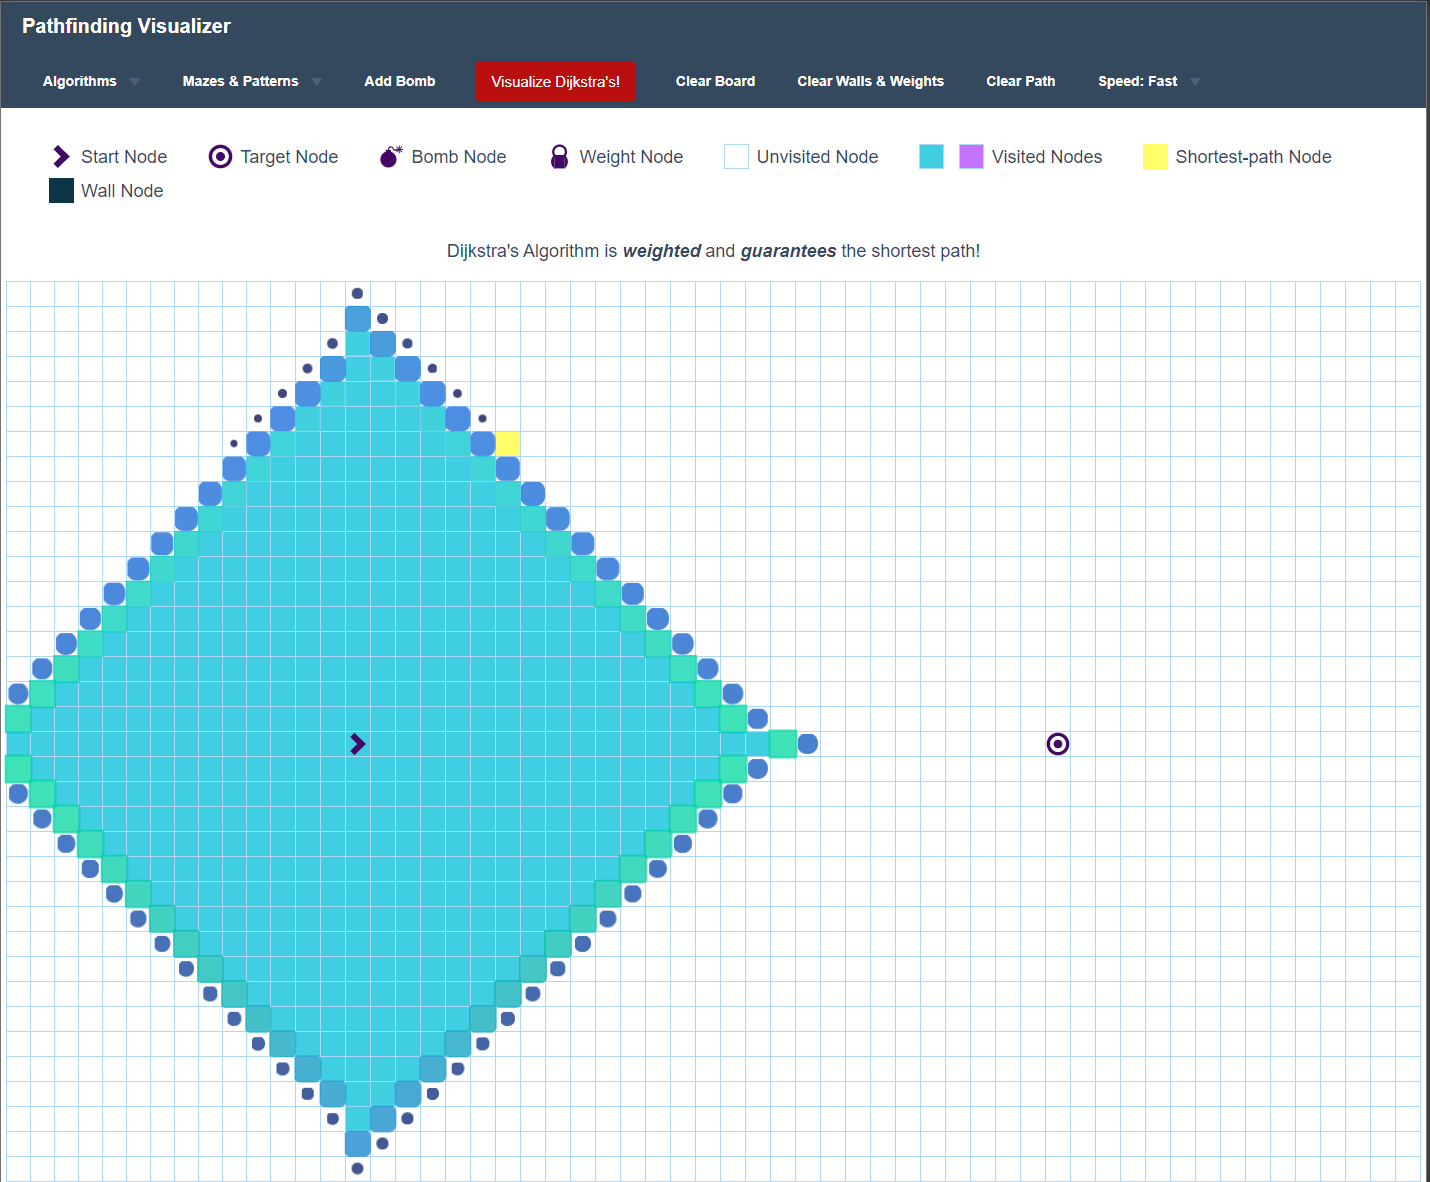 Pathfinding Visualizer
Algorithms Mazes & Patterns Add Bomb Visualize Dijkstra's! Clear Board Clear Walls & Weights Clear Path Speed: Fast
Start Node Target Node Bomb Node Weight Node Unvisited Node Visited Nodes Shortest-path Node
Wall Node
Dijkstra's Algorithm is weighted and guarantees the shortest path!